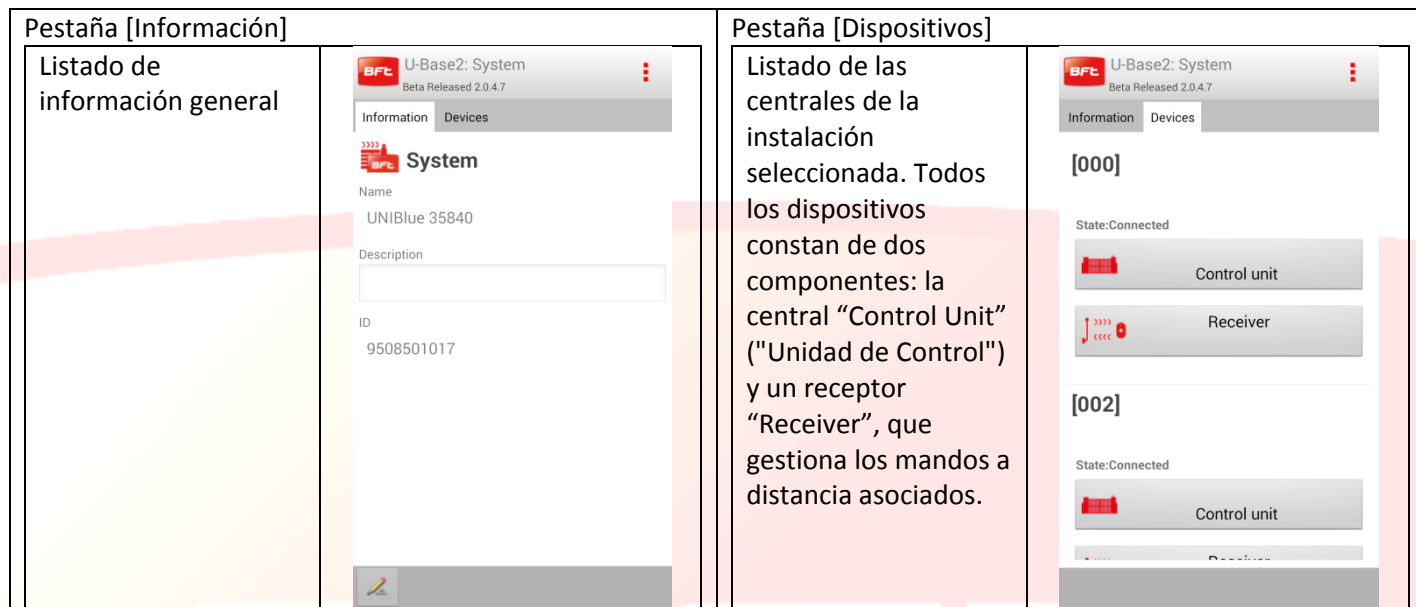 Pestaña [Información]
Listado de
información general
BFt
U-Base2: System
Beta Released 2.0.4.7
Information Devices
BFt
System
Name
UNIBlue 35840
Description
ID
9508501017
Pestaña [Dispositivos]
Listado de las
centrales de la
instalación
seleccionada. Todos
los dispositivos
constan de dos
componentes: la
central “Control Unit”
("Unidad de Control")
y un receptor
“Receiver”, que
gestiona los mandos a
distancia asociados.
BFt
U-Base2: System
Beta Released 2.0.4.7
Information Devices
[000]
State:Connected
Control unit
Receiver
[002]
State:Connected
Control unit